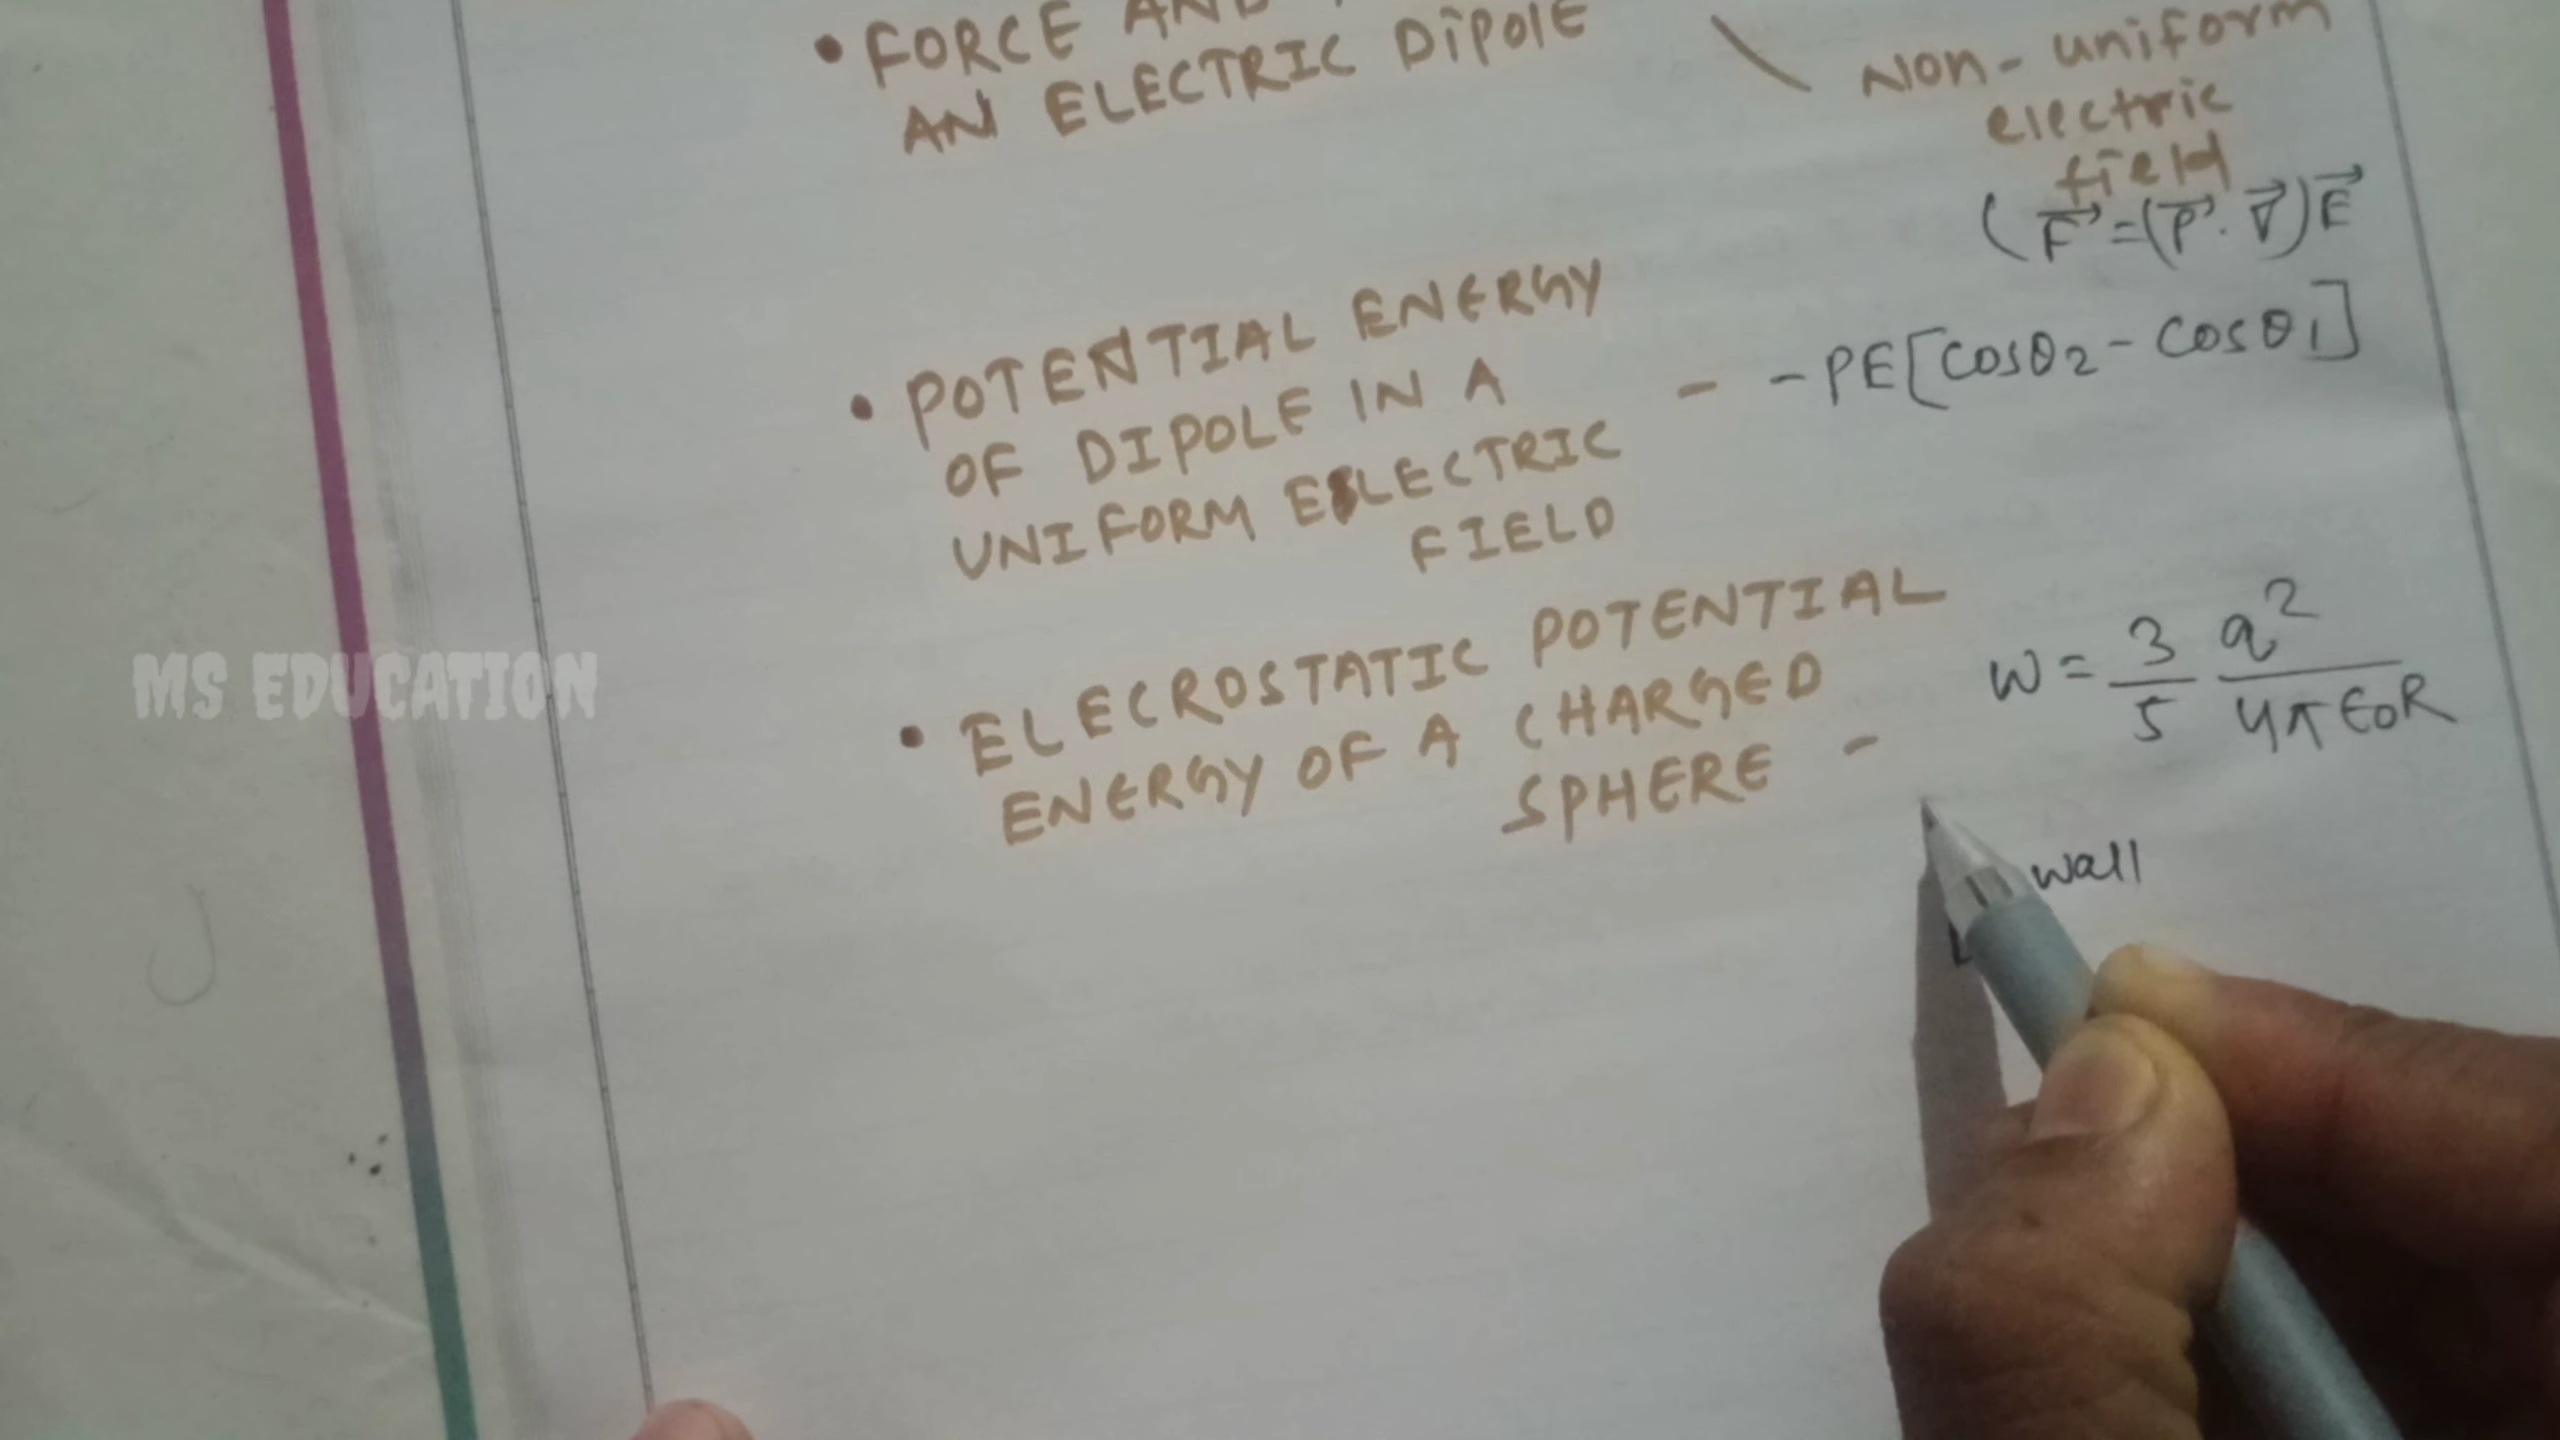 • FORCE AND
AN ELECTRIC DIPOLE
Non-uniform
electric
field
(F⃗=(P⃗.∇⃗)E⃗
• POTENTIAL ENERGY
OF DIPOLE IN A
UNIFORM ELECTRIC
FIELD
- -PE[cosθ2 - cosθ1]
• ELECROSTATIC POTENTIAL
ENERGY OF A CHARGED
SPHERE -
W = 3/5 q²/4πϵ0R
wall
MS EDUCATION